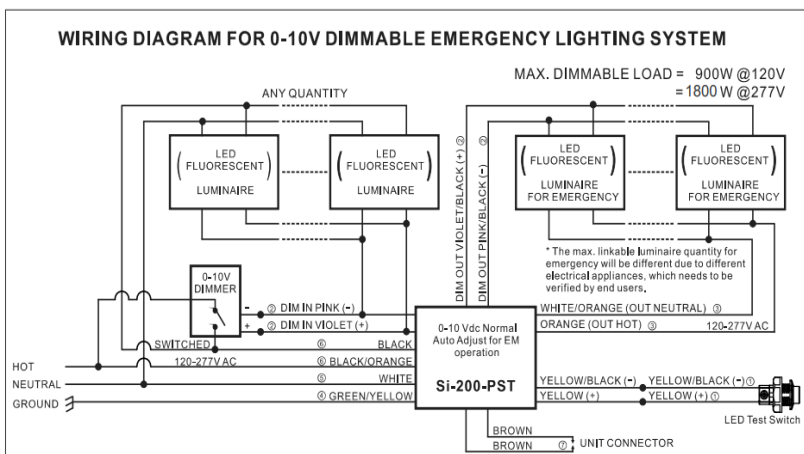 WIRING DIAGRAM FOR 0-10V DIMMABLE EMERGENCY LIGHTING SYSTEM
MAX. DIMMABLE LOAD = 900W @120V
=1800W @277V
ANY QUANTITY
LED
FLUORESCENT
LUMINAIRE
LED
FLUORESCENT
LUMINAIRE
DIM OUT VIOLET/BLACK (+) ②
DIM OUT PINK/BLACK (-) ②
LED
FLUORESCENT
LUMINAIRE
FOR EMERGENCY
LED
FLUORESCENT
LUMINAIRE
FOR EMERGENCY
* The max. linkable luminaire quantity for
emergency will be different due to different
electrical appliances, which needs to be
verified by end users.
0-10V
DIMMER
- ② DIM IN PINK (-)
+ ② DIM IN VIOLET (+)
SWITCHED ⑥ BLACK
120-277V AC ⑥ BLACK/ORANGE
⑤ WHITE
④ GREEN/YELLOW
HOT
NEUTRAL
GROUND
0-10 Vdc Normal
Auto Adjust for EM
operation
Si-200-PST
WHITE/ORANGE (OUT NEUTRAL) ③
ORANGE (OUT HOT) ③ 120-277V AC
YELLOW/BLACK (-) YELLOW/BLACK (-) ①
YELLOW (+) YELLOW (+) ①
LED Test Switch
BROWN
BROWN ⑦ UNIT CONNECTOR